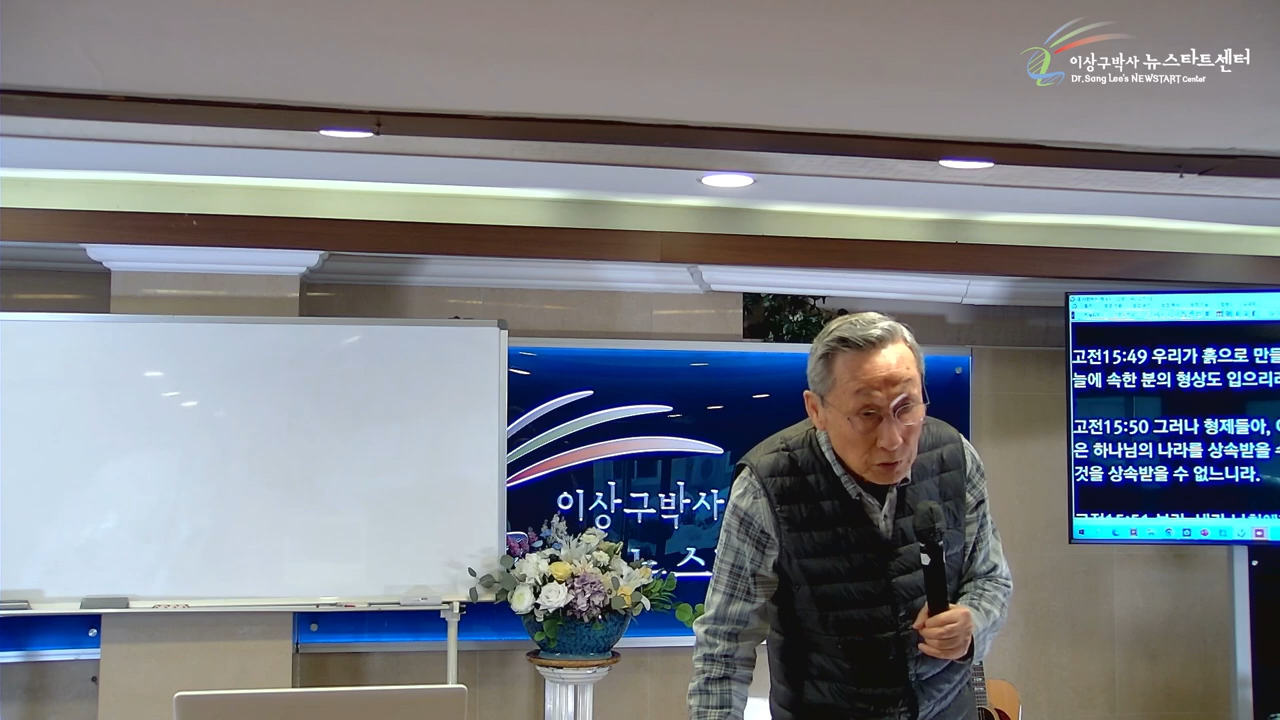 이상구박사 뉴스타트센터
Dr. Sang Lee's NEWSTART Center
이상구박사
고전15:49 우리가 흙으로 만들
늘에 속한 분의 형상도 입으리라
고전15:50 그러나 형제들아,
은 하나님의 나라를 상속받을 수
것을 상속받을 수 없느니라.